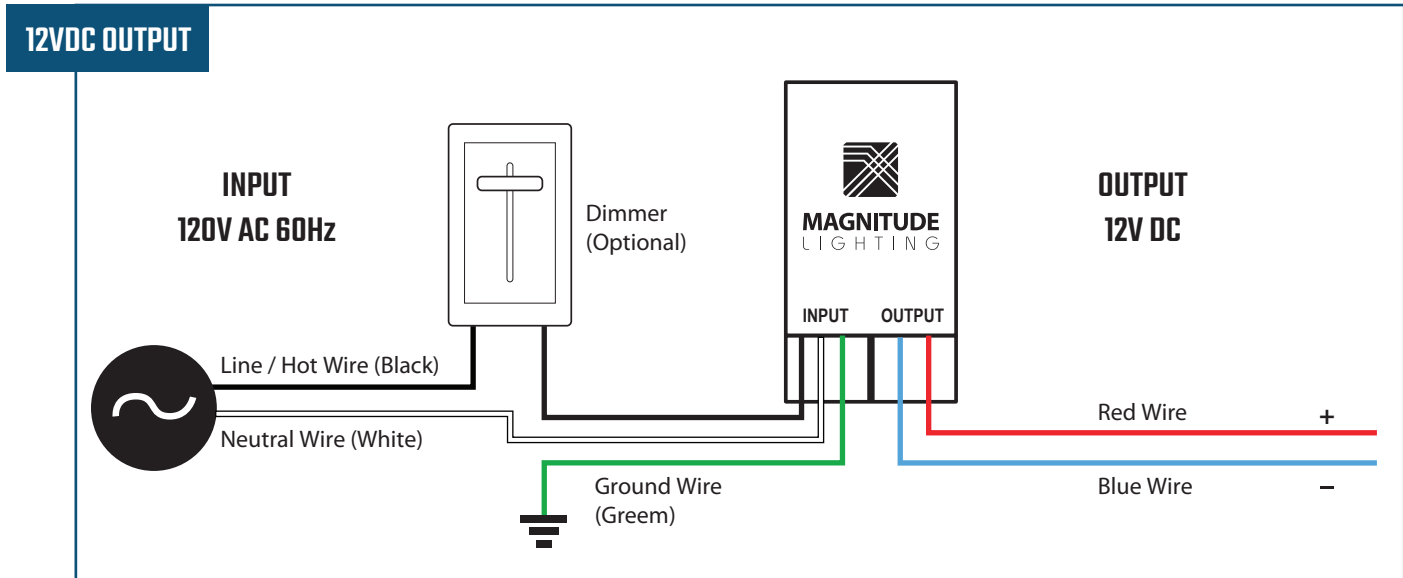 12VDC OUTPUT
INPUT
120V AC 60Hz
Dimmer
(Optional)
MAGNITUDE
LIGHTING
INPUT OUTPUT
OUTPUT
12V DC
Line / Hot Wire (Black)
Neutral Wire (White)
Ground Wire
(Greem)
Red Wire +
Blue Wire –